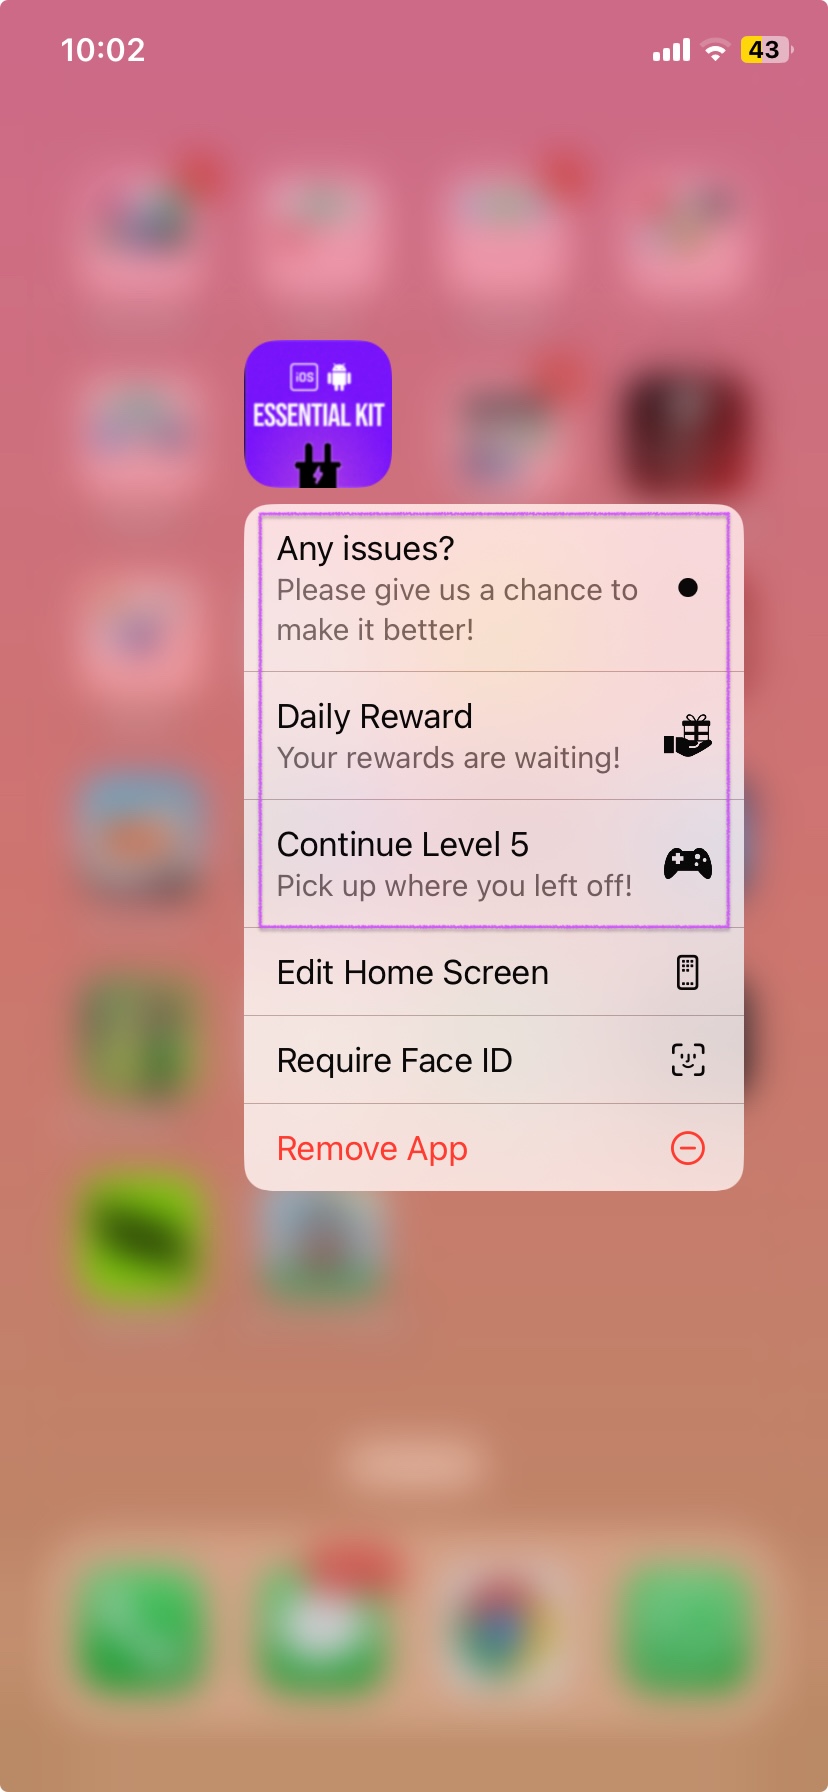 10:02
43
iOS
ESSENTIAL KIT
Any issues?
Please give us a chance to
make it better!
Daily Reward
Your rewards are waiting!
Continue Level 5
Pick up where you left off!
Edit Home Screen
Require Face ID
Remove App